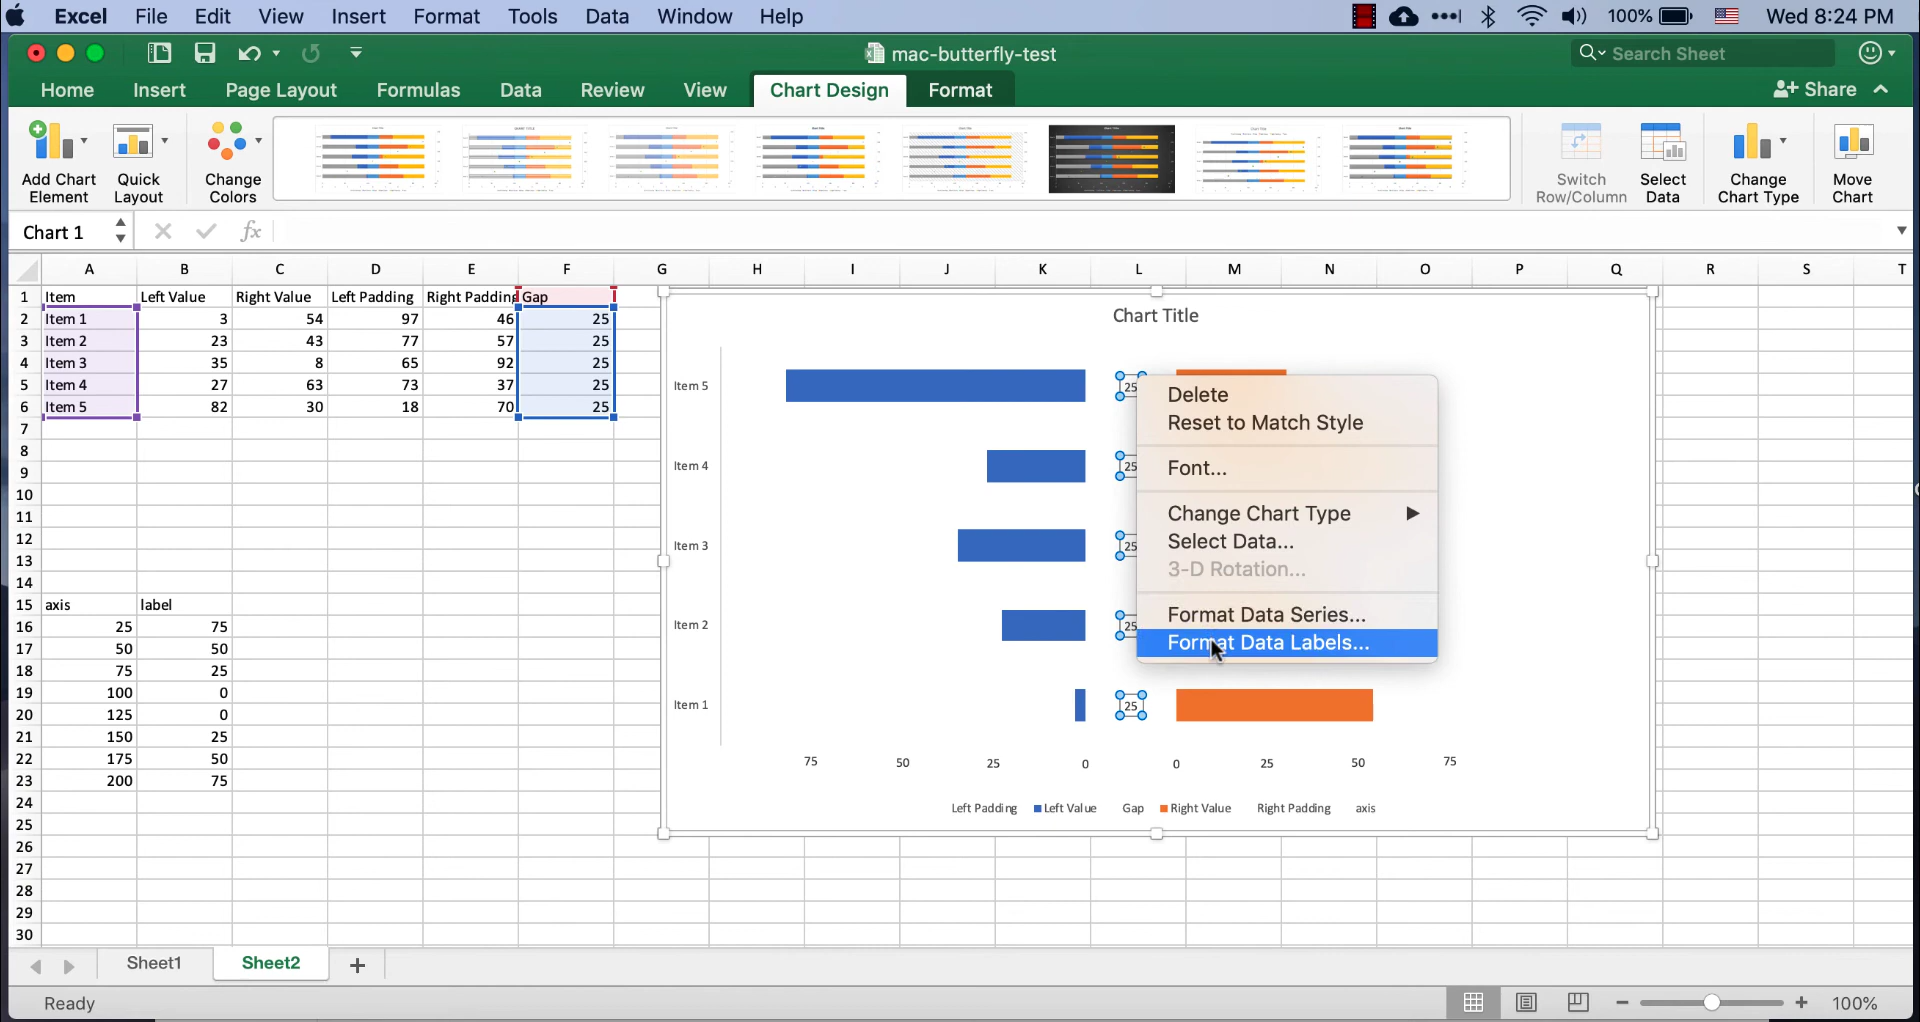 Excel File Edit View Insert Format Tools Data Window Help 100% Wed 8:24 PM
mac-butterfly-test Search Sheet
Home Insert Page Layout Formulas Data Review View Chart Design Format Share
Add Chart Element
Quick Layout
Change Colors
Switch Row/Column
Select Data
Change Chart Type
Move Chart
Chart 1 fx
A B C D E F G H I J K L M N O P Q R S T
1 Item Left Value Right Value Left Padding Right Padding Gap
2 Item 1 3 54 97 46 25
3 Item 2 23 43 77 57 25
4 Item 3 35 8 65 92 25
5 Item 4 27 63 73 37 25
6 Item 5 82 30 18 70 25
7
8
9
10
11
12
13
14
15 axis label
16 25 75
17 50 50
18 75 25
19 100 0
20 125 0
21 150 25
22 175 50
23 200 75
24
25
26
27
28
29
30
Chart Title
Item 5 25
Item 4 25
Item 3 25
Item 2 25
Item 1 25
75 50 25 0 0 25 50 75
Left Padding Left Value Gap Right Value Right Padding axis
Delete
Reset to Match Style
Font...
Change Chart Type
Select Data...
3-D Rotation...
Format Data Series...
Format Data Labels...
Sheet1 Sheet2
Ready 100%